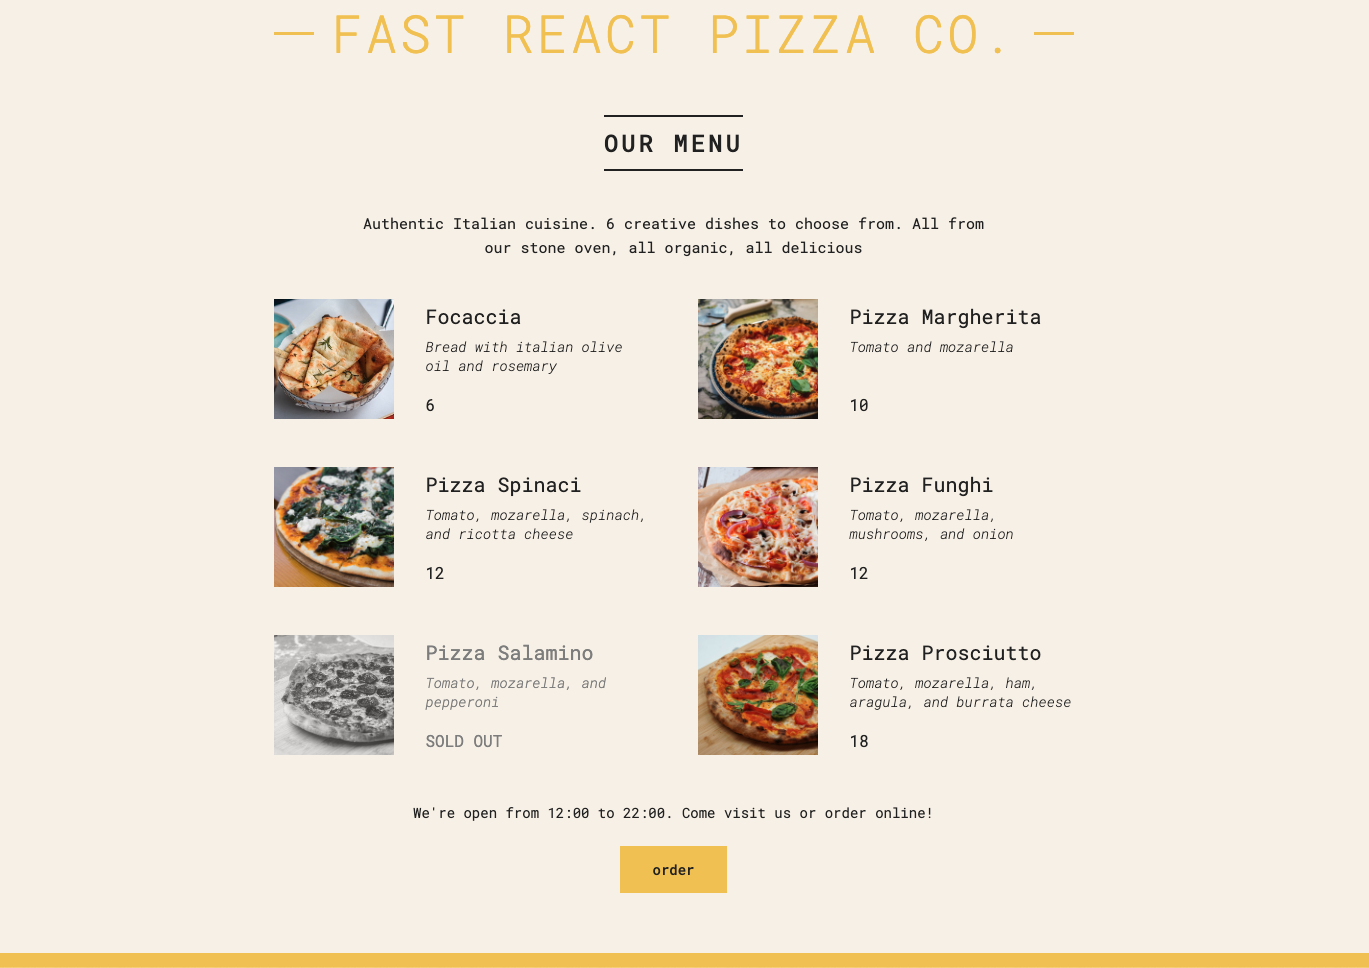 FAST REACT PIZZA CO.
OUR MENU
Authentic Italian cuisine. 6 creative dishes to choose from. All from
our stone oven, all organic, all delicious
Focaccia
Bread with italian olive
oil and rosemary
6
Pizza Margherita
Tomato and mozarella
10
Pizza Spinaci
Tomato, mozarella, spinach,
and ricotta cheese
12
Pizza Funghi
Tomato, mozarella,
mushrooms, and onion
12
Pizza Salamino
Tomato, mozarella, and
pepperoni
SOLD OUT
Pizza Prosciutto
Tomato, mozarella, ham,
aragula, and burrata cheese
18
We're open from 12:00 to 22:00. Come visit us or order online!
order